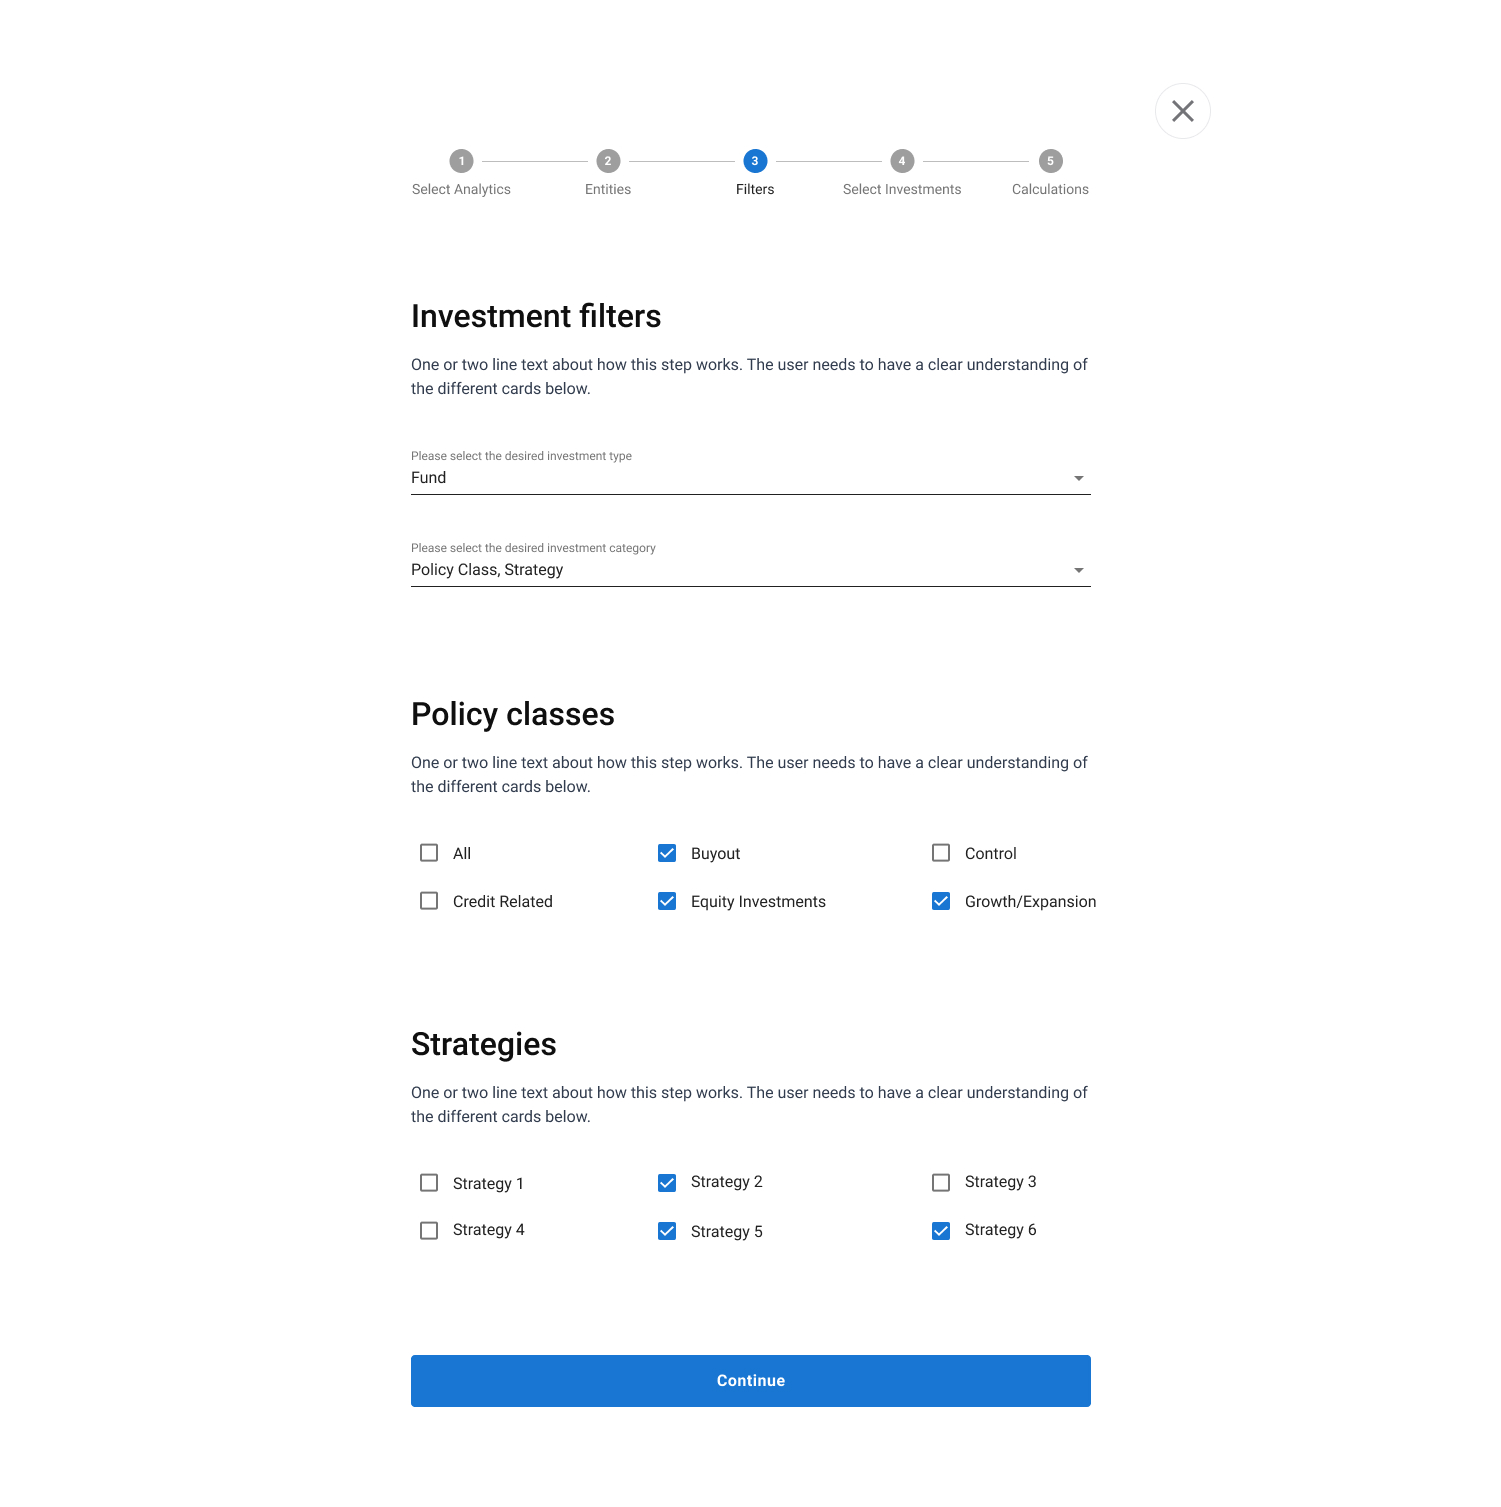 1 2 3 4 5
Select Analytics Entities Filters Select Investments Calculations
Investment filters
One or two line text about how this step works. The user needs to have a clear understanding of
the different cards below.
Please select the desired investment type
Fund
Please select the desired investment category
Policy Class, Strategy
Policy classes
One or two line text about how this step works. The user needs to have a clear understanding of
the different cards below.
All Buyout Control
Credit Related Equity Investments Growth/Expansion
Strategies
One or two line text about how this step works. The user needs to have a clear understanding of
the different cards below.
Strategy 1 Strategy 2 Strategy 3
Strategy 4 Strategy 5 Strategy 6
Continue